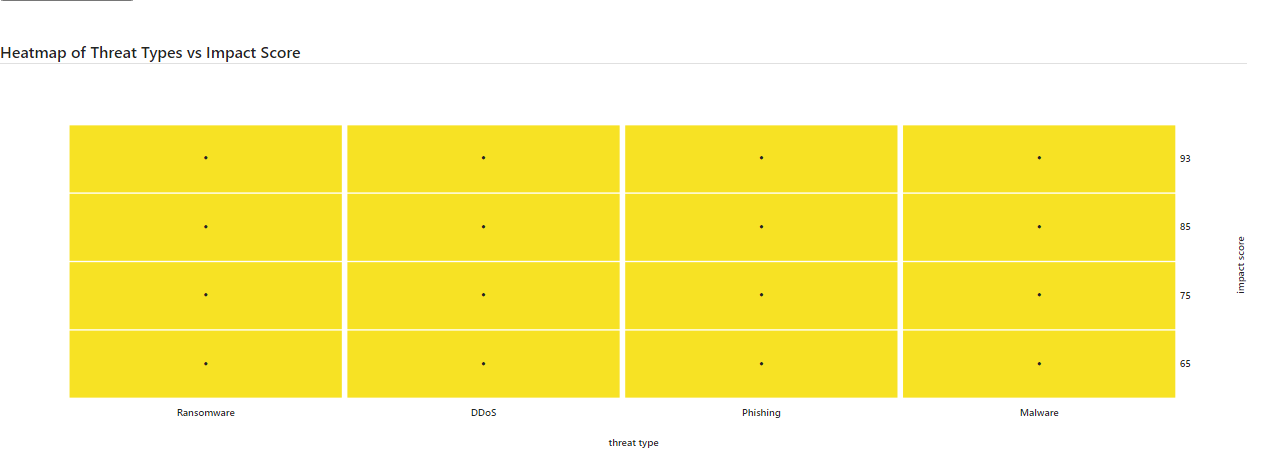 Heatmap of Threat Types vs Impact Score
93
85
75
65
impact score
Ransomware
DDoS
Phishing
Malware
threat type